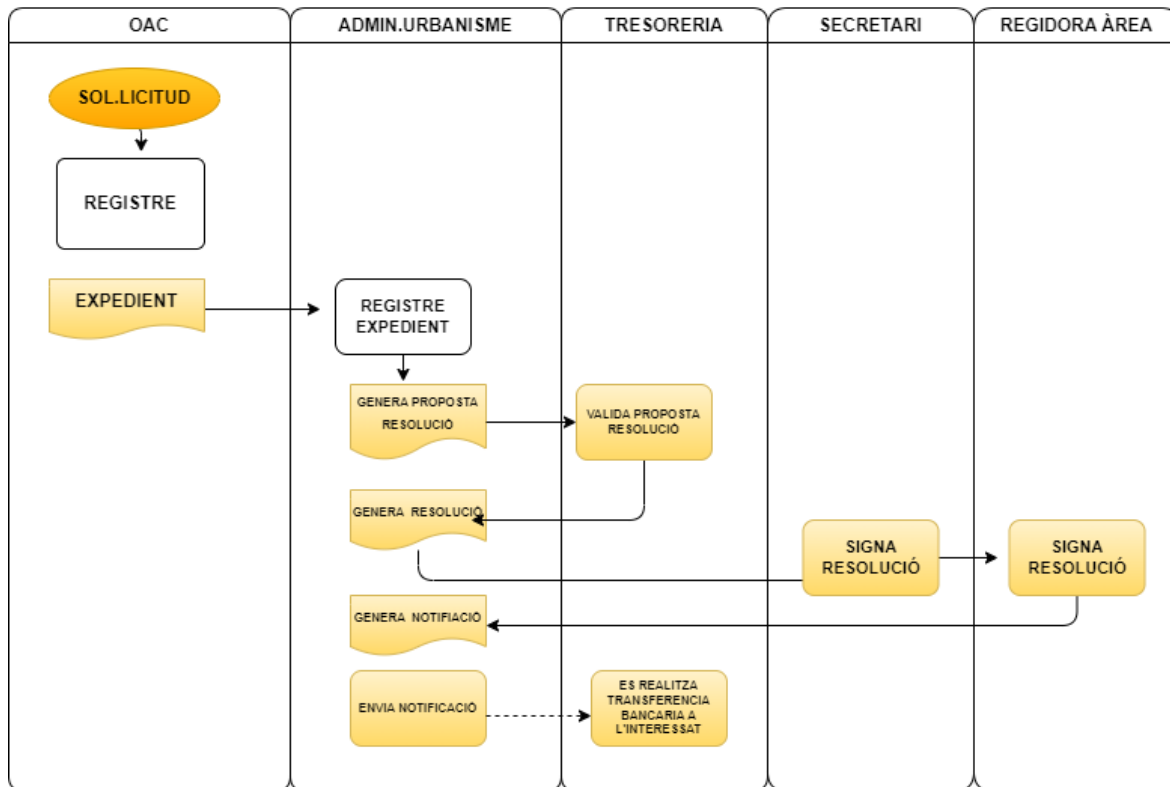 OAC
ADMIN.URBANISME
TRESORERIA
SECRETARI
REGIDORA ÀREA
SOL.LICITUD
REGISTRE
EXPEDIENT
REGISTRE
EXPEDIENT
GENERA PROPOSTA
RESOLUCIÓ
VALIDA PROPOSTA
RESOLUCIÓ
GENERA RESOLUCIÓ
SIGNA
RESOLUCIÓ
SIGNA
RESOLUCIÓ
GENERA NOTIFIACIÓ
ENVIA NOTIFICACIÓ
ES REALITZA
TRANSFERENCIA
BANCARIA A
L'INTERESSAT